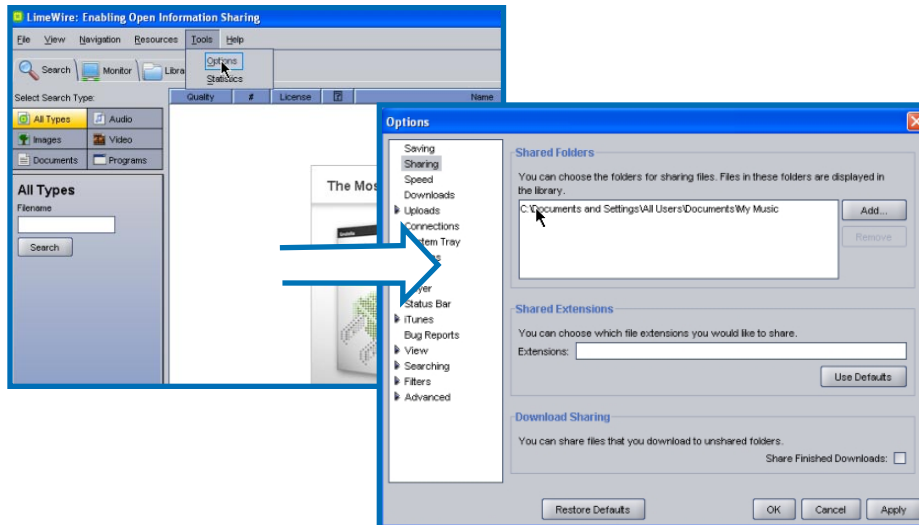 LimeWire: Enabling Open Information Sharing
File View Navigation Resources Tools Help
Options
Statistics
Search Monitor Libra
Select Search Type:
Quality # License Name
All Types Audio
Images Video
Documents Programs
All Types
Filename
Search
The Mos
Options
Saving
Sharing
Speed
Downloads
Uploads
Connections
System Tray
Status Bar
iTunes
Bug Reports
View
Searching
Filters
Advanced
Shared Folders
You can choose the folders for sharing files. Files in these folders are displayed in
the library.
C:\Documents and Settings\All Users\Documents\My Music
Add...
Remove
Shared Extensions
You can choose which file extensions you would like to share.
Extensions:
Use Defaults
Download Sharing
You can share files that you download to unshared folders.
Share Finished Downloads:
Restore Defaults OK Cancel Apply